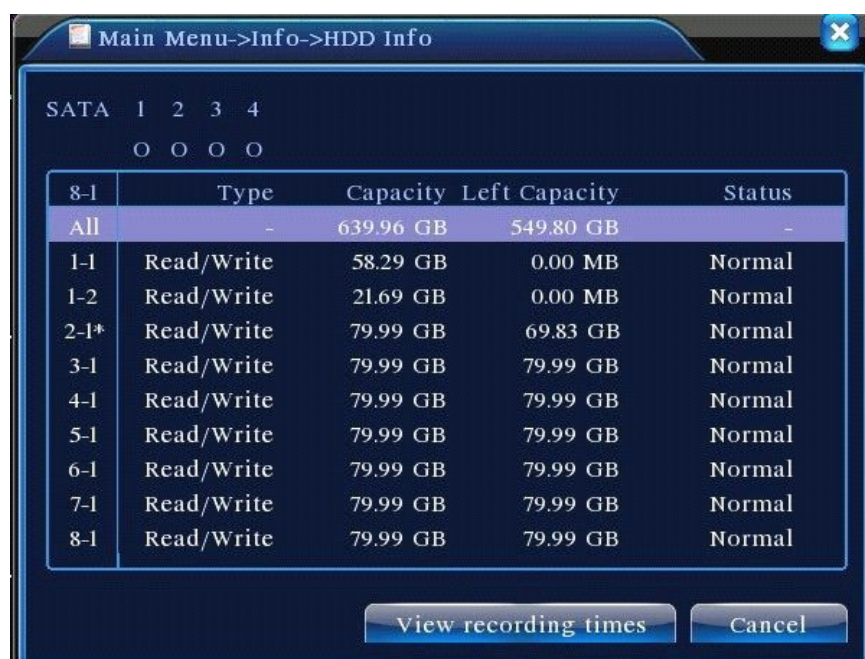 Main Menu->Info->HDD Info
SATA 1 2 3 4
O O O O
8-1 Type Capacity Left Capacity Status
All - 639.96 GB 549.80 GB -
1-1 Read/Write 58.29 GB 0.00 MB Normal
1-2 Read/Write 21.69 GB 0.00 MB Normal
2-1* Read/Write 79.99 GB 69.83 GB Normal
3-1 Read/Write 79.99 GB 79.99 GB Normal
4-1 Read/Write 79.99 GB 79.99 GB Normal
5-1 Read/Write 79.99 GB 79.99 GB Normal
6-1 Read/Write 79.99 GB 79.99 GB Normal
7-1 Read/Write 79.99 GB 79.99 GB Normal
8-1 Read/Write 79.99 GB 79.99 GB Normal
View recording times Cancel